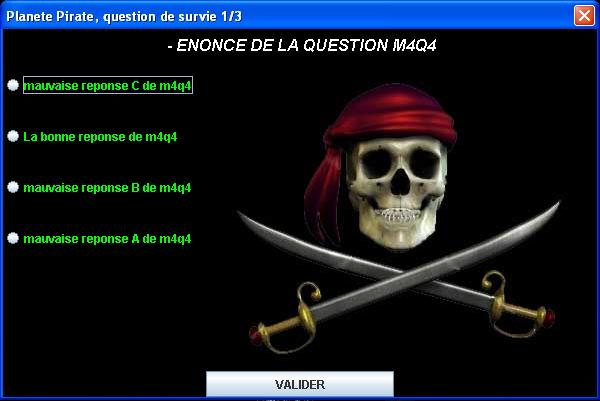 Planete Pirate, question de survie 1/3
- ENONCE DE LA QUESTION M4Q4
mauvaise reponse C de m4q4
La bonne reponse de m4q4
mauvaise reponse B de m4q4
mauvaise reponse A de m4q4
VALIDER